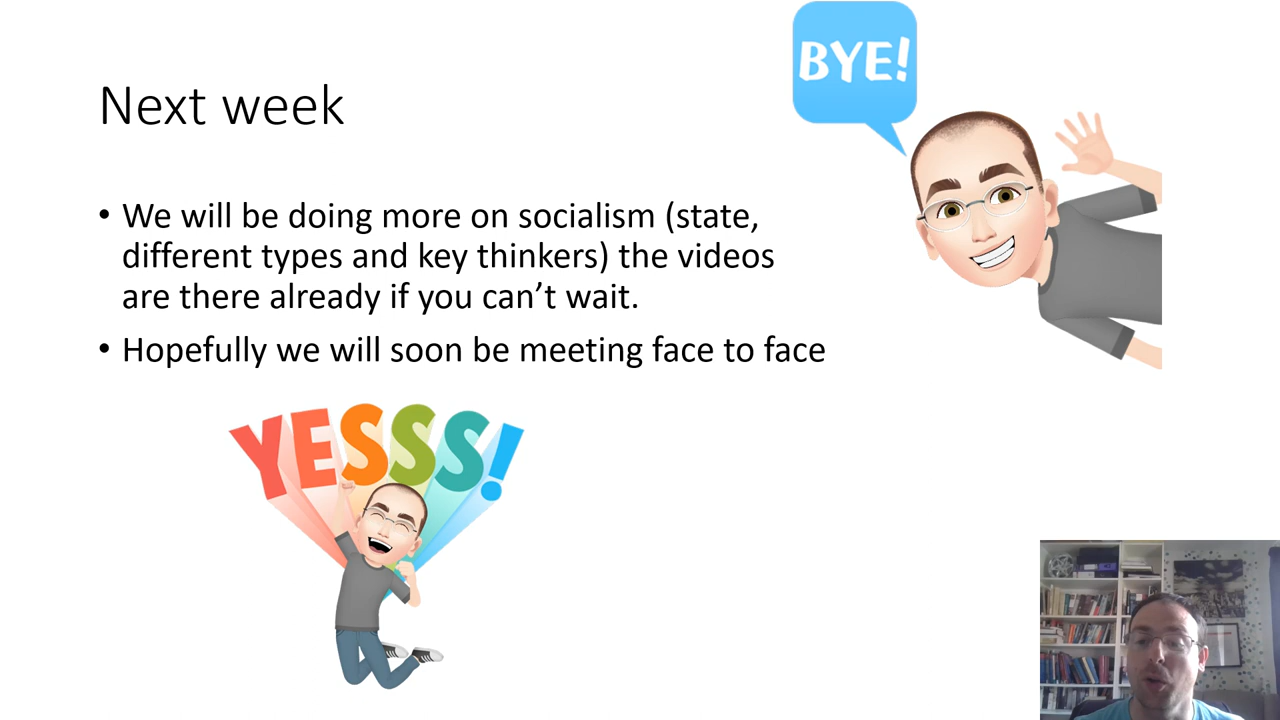 BYE!
Next week
• We will be doing more on socialism (state,
different types and key thinkers) the videos
are there already if you can’t wait.
• Hopefully we will soon be meeting face to face
YESSS!